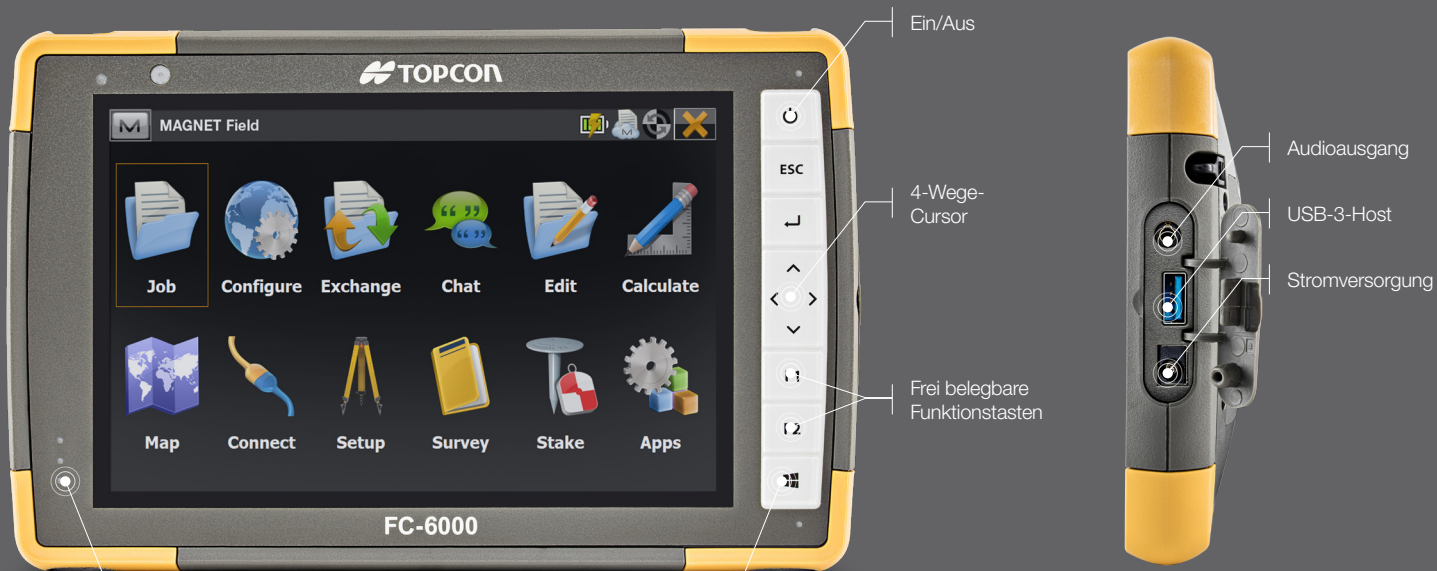 TOPCON
MAGNET Field
Job
Configure
Exchange
Chat
Edit
Calculate
Map
Connect
Setup
Survey
Stake
Apps
FC-6000
ESC
Ein/Aus
4-Wege-
Cursor
Frei belegbare
Funktionstasten
Audioausgang
USB-3-Host
Stromversorgung